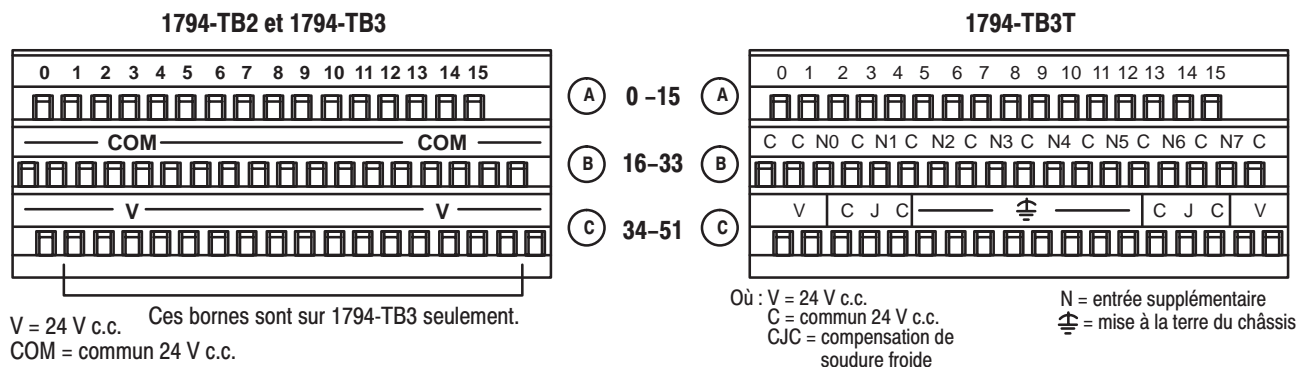 1794-TB2 et 1794-TB3
0 1 2 3 4 5 6 7 8 9 10 11 12 13 14 15
COM COM
V V
Ces bornes sont sur 1794-TB3 seulement.
V = 24 V c.c.
COM = commun 24 V c.c.
A 0 –15 A
B 16–33 B
C 34–51 C
1794-TB3T
0 1 2 3 4 5 6 7 8 9 10 11 12 13 14 15
C C N0 C N1 C N2 C N3 C N4 C N5 C N6 C N7 C
V C J C C J C V
Où : V = 24 V c.c.
C = commun 24 V c.c.
CJC = compensation de
soudure froide
N = entrée supplémentaire
= mise à la terre du châssis